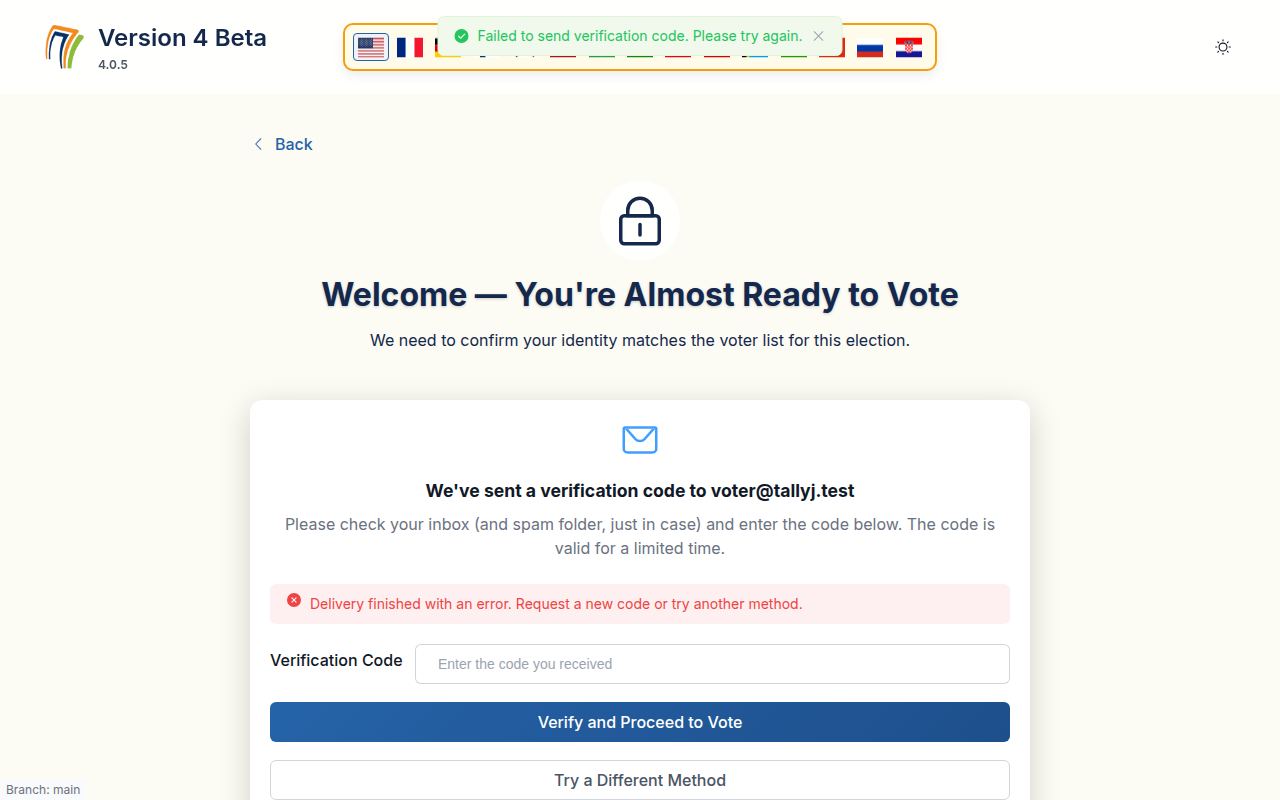 Version 4 Beta
4.0.5
Failed to send verification code. Please try again.
Back
Welcome — You're Almost Ready to Vote
We need to confirm your identity matches the voter list for this election.
We've sent a verification code to voter@tallyj.test
Please check your inbox (and spam folder, just in case) and enter the code below. The code is
valid for a limited time.
Delivery finished with an error. Request a new code or try another method.
Verification Code
Enter the code you received
Verify and Proceed to Vote
Try a Different Method
Branch: main